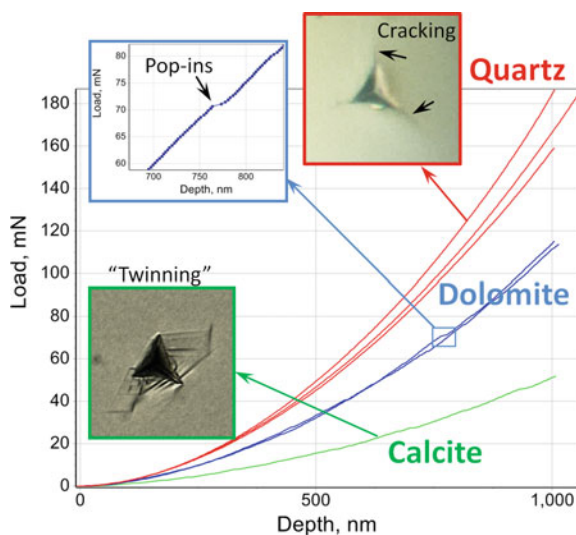 Load, mN
80
75
70
65
60
Pop-ins
700
750
800
Depth, nm
Cracking
Quartz
Load, mN
180
160
140
120
100
80
60
40
20
0
Dolomite
"Twinning"
Calcite
0
500
1,000
Depth, nm